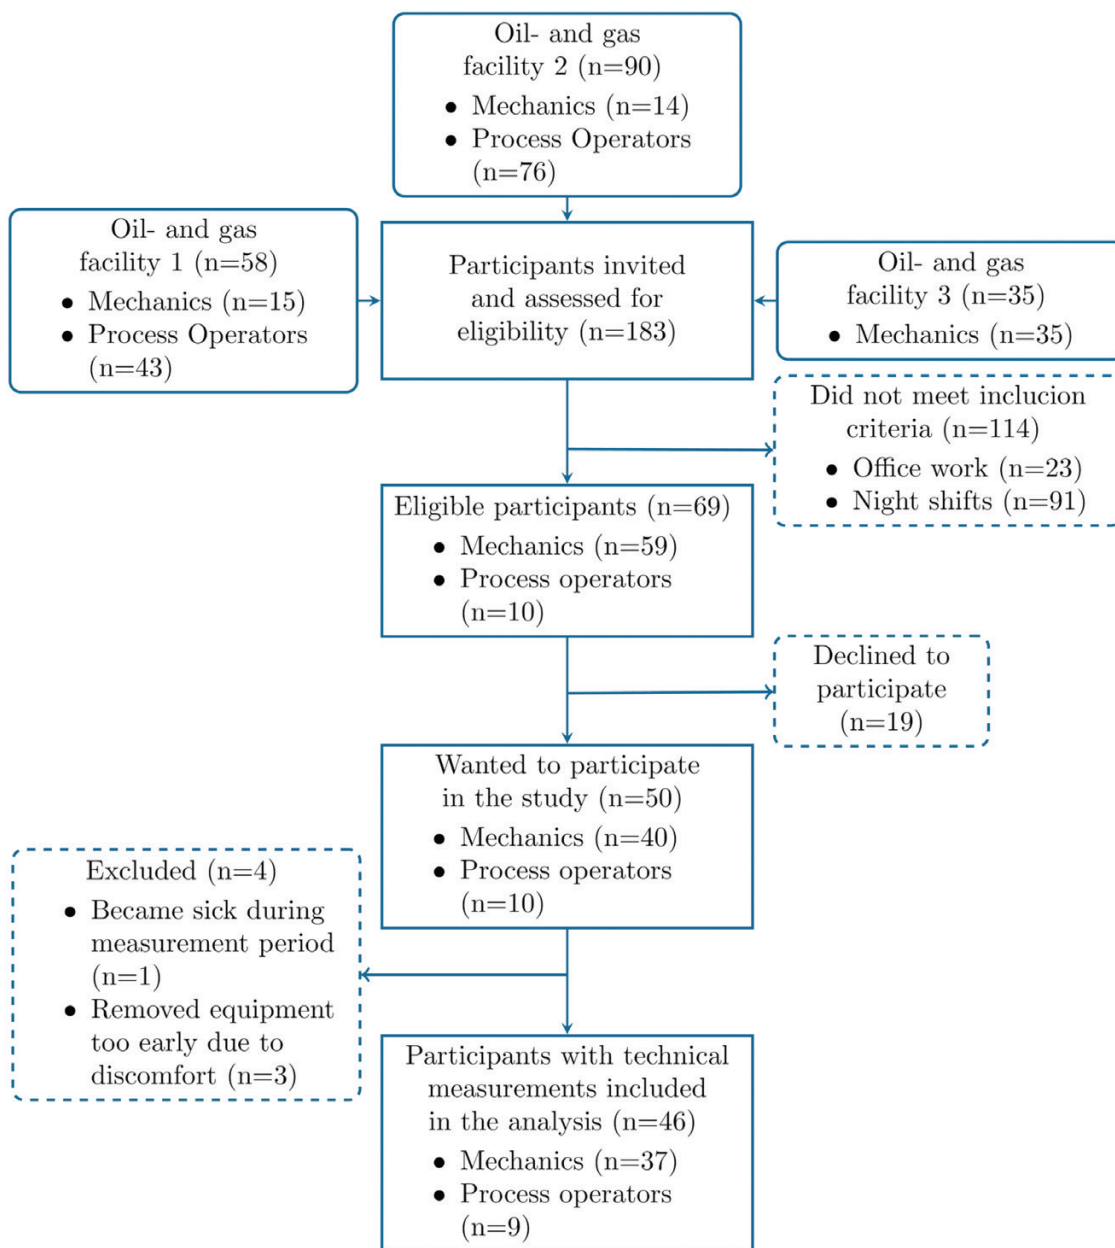 Oil- and gas
facility 2 (n=90)
• Mechanics (n=14)
• Process Operators
(n=76)
Oil- and gas
facility 1 (n=58)
• Mechanics (n=15)
• Process Operators
(n=43)
Participants invited
and assessed for
eligibility (n=183)
Oil- and gas
facility 3 (n=35)
• Mechanics (n=35)
Did not meet inclucion
criteria (n=114)
• Office work (n=23)
• Night shifts (n=91)
Eligible participants (n=69)
• Mechanics (n=59)
• Process operators
(n=10)
Declined to
participate
(n=19)
Wanted to participate
in the study (n=50)
• Mechanics (n=40)
• Process operators
(n=10)
Excluded (n=4)
• Became sick during
measurement period
(n=1)
• Removed equipment
too early due to
discomfort (n=3)
Participants with technical
measurements included
in the analysis (n=46)
• Mechanics (n=37)
• Process operators
(n=9)